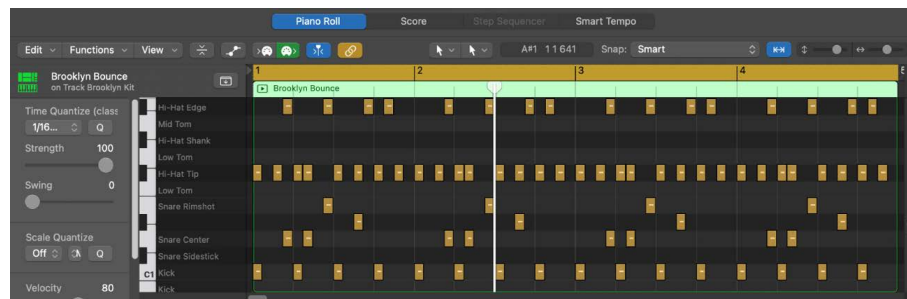 Piano Roll Score Step Sequencer Smart Tempo
Edit Functions View A#1 1 1 641 Snap: Smart
Brooklyn Bounce
on Track Brooklyn Kit
1 2 3 4
Brooklyn Bounce
Time Quantize (class
1/16... Q
Strength 100
Swing 0
Scale Quantize
Off Q
Velocity 80
Hi-Hat Edge
Mid Tom
Hi-Hat Shank
Low Tom
Hi-Hat Tip
Low Tom
Snare Rimshot
Snare Center
Snare Sidestick
C1 Kick
Kick